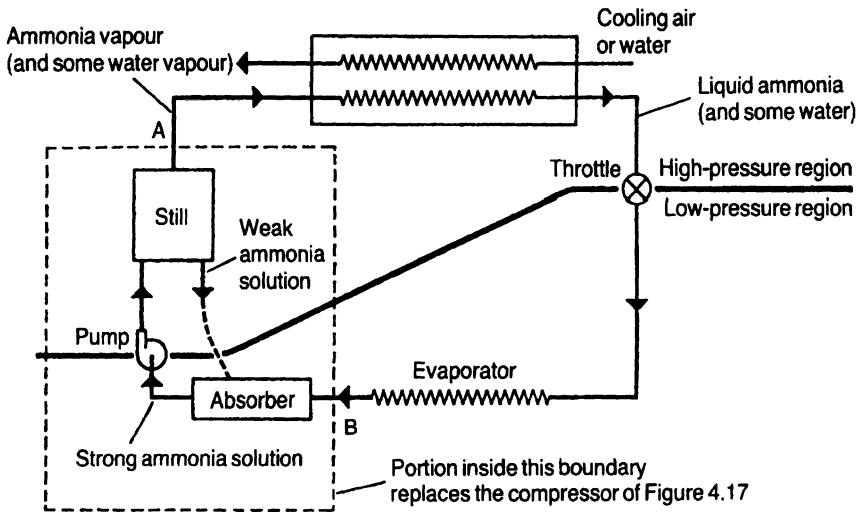 Cooling air
or water
Ammonia vapour
(and some water vapour)
Liquid ammonia
(and some water)
A
Throttle
High-pressure region
Low-pressure region
Still
Weak
ammonia
solution
Pump
Evaporator
Absorber
B
Strong ammonia solution
Portion inside this boundary
replaces the compressor of Figure 4.17